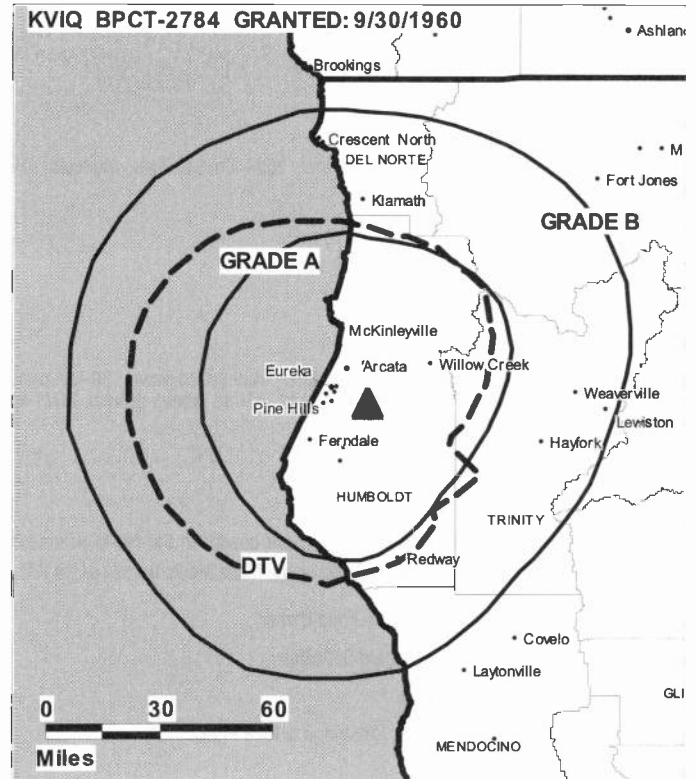 KVIQ BPCT-2784 GRANTED: 9/30/1960
Ashlanc
Brookings
Crescent North
DEL NORTE
M
Fort Jones
Klamath
GRADE B
GRADE A
McKinleyville
Eureka
Arcata
Willow Creek
Pine Hills
Weaverville
Lewiston
Ferndale
Hayfork
HUMBOLDT
TRINITY
DTV
Redway
Covelo
Laytonville
GLI
0 30 60
Miles
MENDOCINO